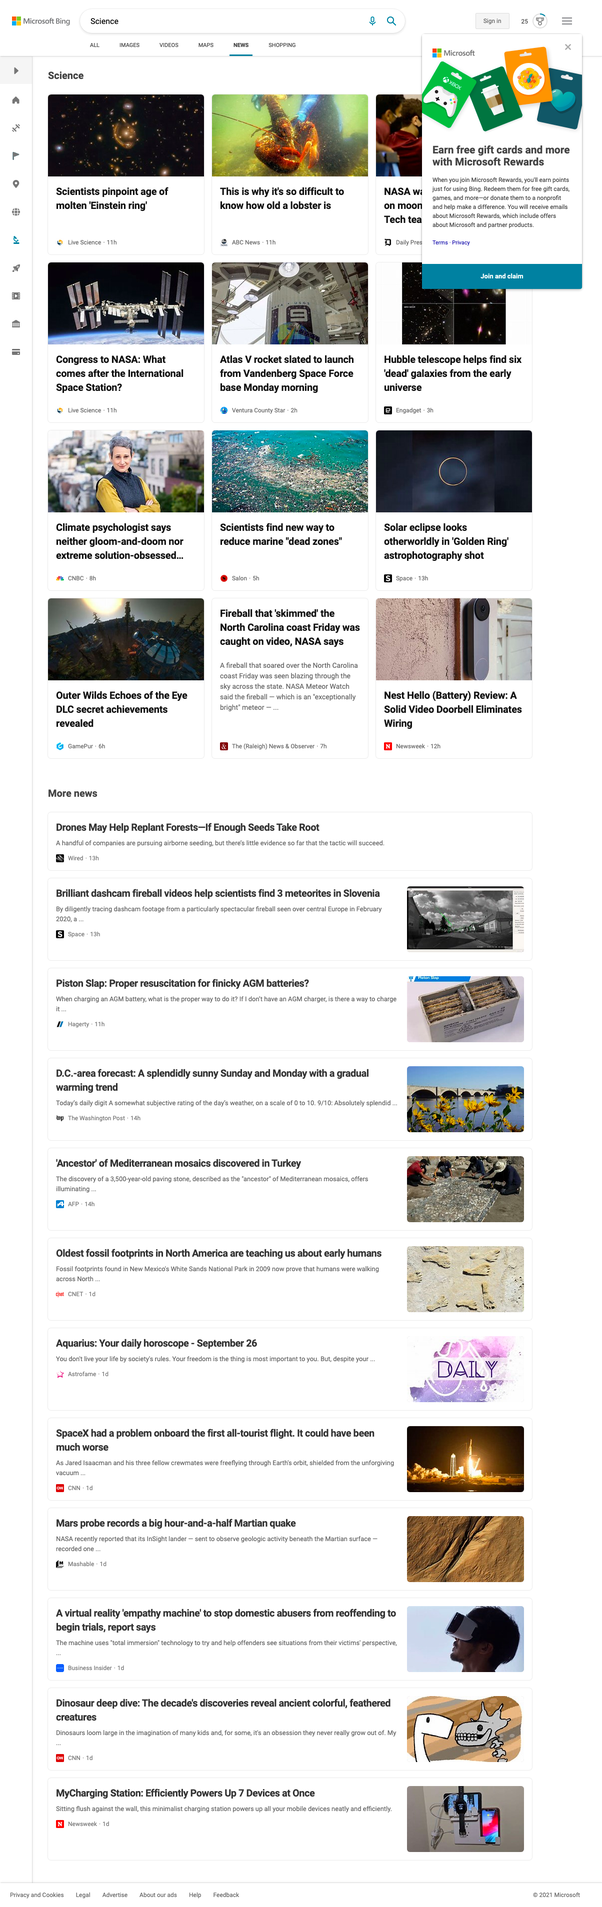 Microsoft Bing
Science
Sign in
25
ALL
IMAGES
VIDEOS
MAPS
NEWS
SHOPPING
Microsoft
XBOX
Earn free gift cards and more
with Microsoft Rewards
When you join Microsoft Rewards, you'll earn points
just for using Bing. Redeem them for free gift cards,
games, and more—or donate them to a nonprofit
and help make a difference. You will receive emails
about Microsoft Rewards, which include offers
about Microsoft and partner products.
Terms · Privacy
Join and claim
Science
Scientists pinpoint age of
molten 'Einstein ring'
Live Science · 11h
This is why it's so difficult to
know how old a lobster is
ABC News · 11h
NASA wa
on moon
Tech tea
Daily Pres
Congress to NASA: What
comes after the International
Space Station?
Live Science · 11h
Atlas V rocket slated to launch
from Vandenberg Space Force
base Monday morning
Ventura County Star · 2h
Hubble telescope helps find six
'dead' galaxies from the early
universe
Engadget · 3h
Climate psychologist says
neither gloom-and-doom nor
extreme solution-obsessed...
CNBC · 8h
Scientists find new way to
reduce marine "dead zones"
Salon · 5h
Solar eclipse looks
otherworldly in 'Golden Ring'
astrophotography shot
Space · 13h
Outer Wilds Echoes of the Eye
DLC secret achievements
revealed
GamePur · 6h
Fireball that 'skimmed' the
North Carolina coast Friday was
caught on video, NASA says
A fireball that soared over the North Carolina
coast Friday was seen blazing through the
sky across the state. NASA Meteor Watch
said the fireball — which is an "exceptionally
bright" meteor — ...
The (Raleigh) News & Observer · 7h
Nest Hello (Battery) Review: A
Solid Video Doorbell Eliminates
Wiring
Newsweek · 12h
More news
Drones May Help Replant Forests—If Enough Seeds Take Root
A handful of companies are pursuing airborne seeding, but there's little evidence so far that the tactic will succeed.
Wired · 13h
Brilliant dashcam fireball videos help scientists find 3 meteorites in Slovenia
By diligently tracing dashcam footage from a particularly spectacular fireball seen over central Europe in February
2020, a ...
Space · 13h
Piston Slap: Proper resuscitation for finicky AGM batteries?
When charging an AGM battery, what is the proper way to do it? If I don't have an AGM charger, is there a way to charge
it ...
Hagerty · 11h
Piston Slap
D.C.-area forecast: A splendidly sunny Sunday and Monday with a gradual
warming trend
Today's daily digit A somewhat subjective rating of the day's weather, on a scale of 0 to 10. 9/10: Absolutely splendid ...
The Washington Post · 14h
'Ancestor' of Mediterranean mosaics discovered in Turkey
The discovery of a 3,500-year-old paving stone, described as the "ancestor" of Mediterranean mosaics, offers
illuminating ...
AFP · 14h
Oldest fossil footprints in North America are teaching us about early humans
Fossil footprints found in New Mexico's White Sands National Park in 2009 now prove that humans were walking
across North ...
CNET · 1d
Aquarius: Your daily horoscope - September 26
You don't live your life by society's rules. Your freedom is the thing is most important to you. But, despite your ...
Astrofame · 1d
DAILY
SpaceX had a problem onboard the first all-tourist flight. It could have been
much worse
As Jared Isaacman and his three fellow crewmates were freeflying through Earth's orbit, shielded from the unforgiving
vacuum ...
CNN · 1d
Mars probe records a big hour-and-a-half Martian quake
NASA recently reported that its InSight lander — sent to observe geologic activity beneath the Martian surface —
recorded one ...
Mashable · 1d
A virtual reality 'empathy machine' to stop domestic abusers from reoffending to
begin trials, report says
The machine uses "total immersion" technology to try and help offenders see situations from their victims' perspective,
...
Business Insider · 1d
Dinosaur deep dive: The decade's discoveries reveal ancient colorful, feathered
creatures
Dinosaurs loom large in the imagination of many kids and, for some, it's an obsession they never really grow out of. My
...
CNN · 1d
MyCharging Station: Efficiently Powers Up 7 Devices at Once
Sitting flush against the wall, this minimalist charging station powers up all your mobile devices neatly and efficiently.
Newsweek · 1d
Privacy and Cookies
Legal
Advertise
About our ads
Help
Feedback
© 2021 Microsoft